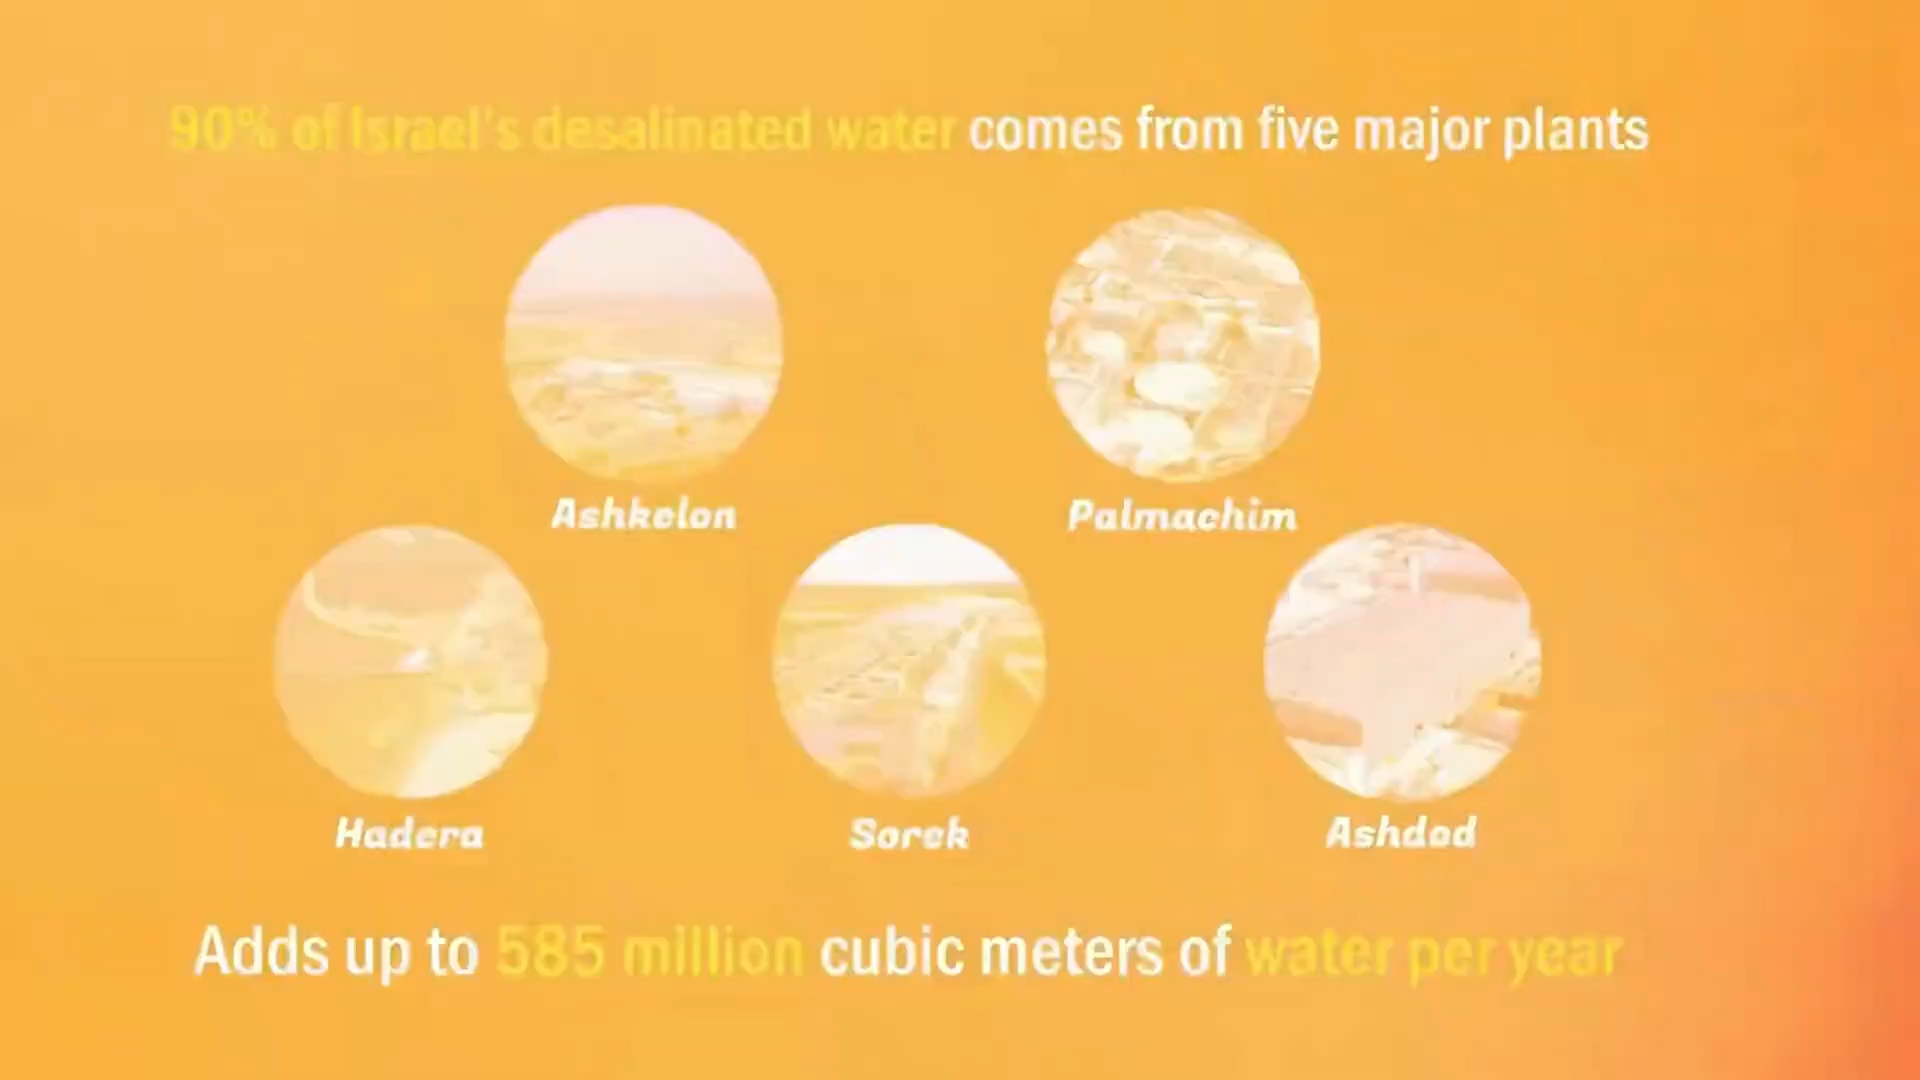 90% of Israel's desalinated water comes from five major plants
Ashkelon
Palmachim
Hadera
Sorek
Ashdod
Adds up to 585 million cubic meters of water per year